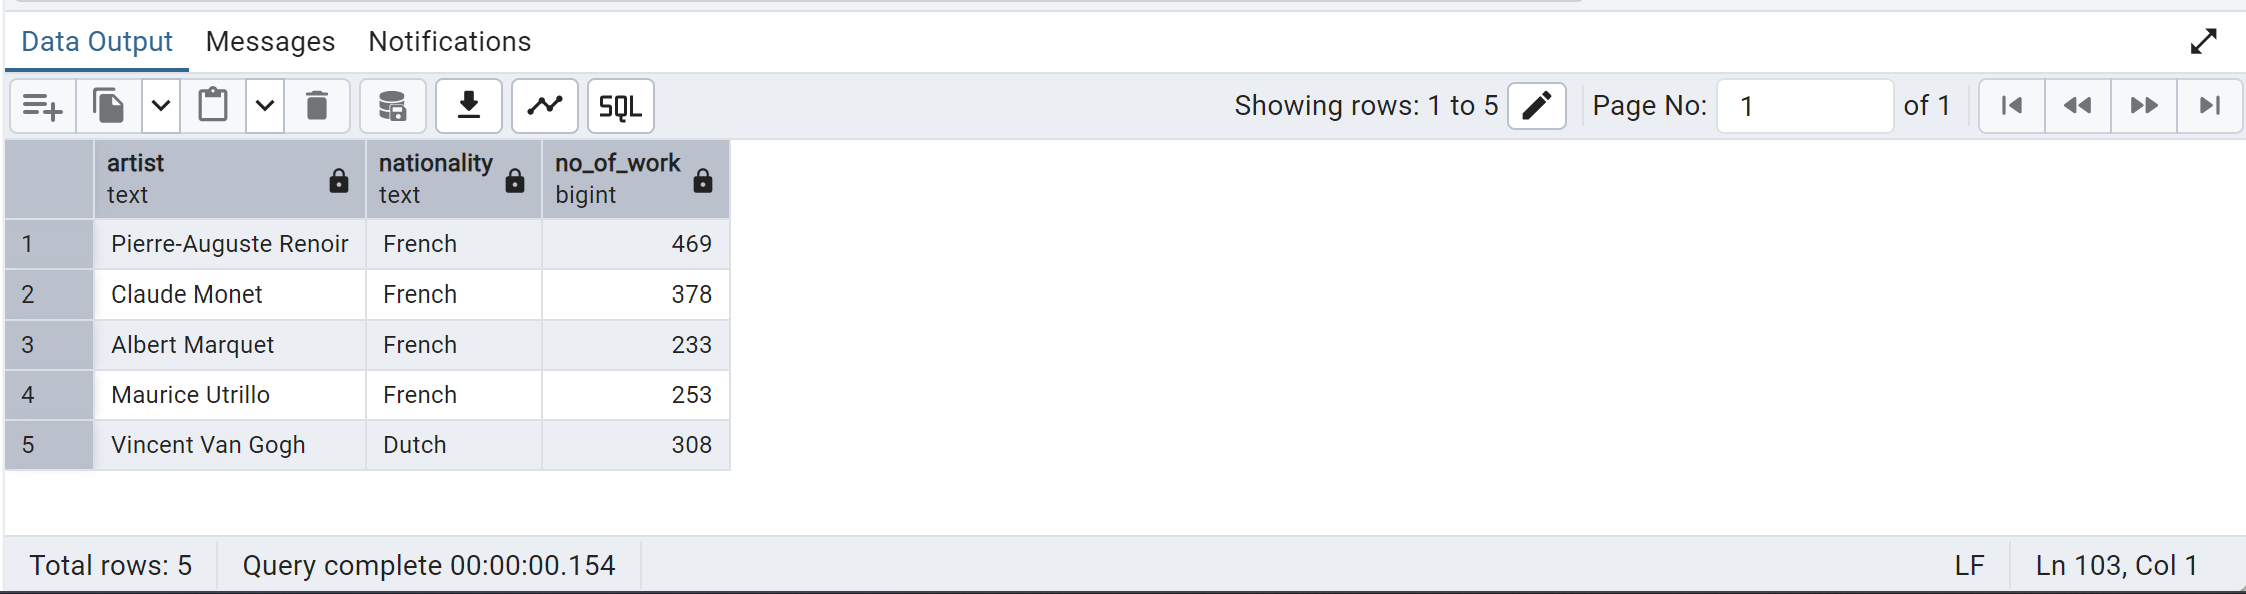 Data Output Messages Notifications
SQL Showing rows: 1 to 5 Page No: 1 of 1
artist nationality no_of_work
text text bigint
1 Pierre-Auguste Renoir French 469
2 Claude Monet French 378
3 Albert Marquet French 233
4 Maurice Utrillo French 253
5 Vincent Van Gogh Dutch 308
Total rows: 5 Query complete 00:00:00.154 LF Ln 103, Col 1